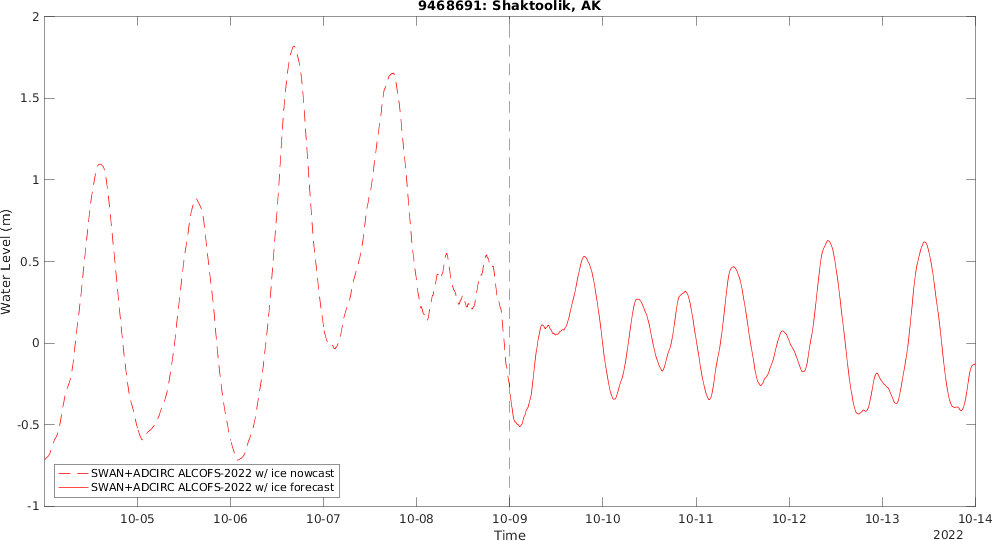 9468691: Shaktoolik, AK
2
1.5
1
0.5
0
-0.5
-1
Water Level (m)
SWAN+ADCIRC ALCOFS-2022 w/ ice nowcast
SWAN+ADCIRC ALCOFS-2022 w/ ice forecast
10-05 10-06 10-07 10-08 10-09 10-10 10-11 10-12 10-13 10-14
Time
2022